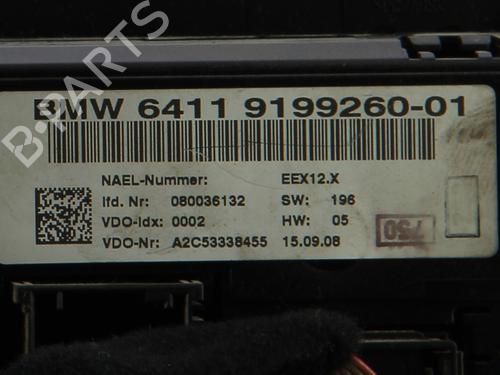 B-PARTS
BMW 6411 9199260-01
NAEL-Nummer: EEX12.X
lfd. Nr: 080036132 SW: 196
VDO-Idx: 0002 HW: 05
VDO-Nr: A2C53338455 15.09.08
750